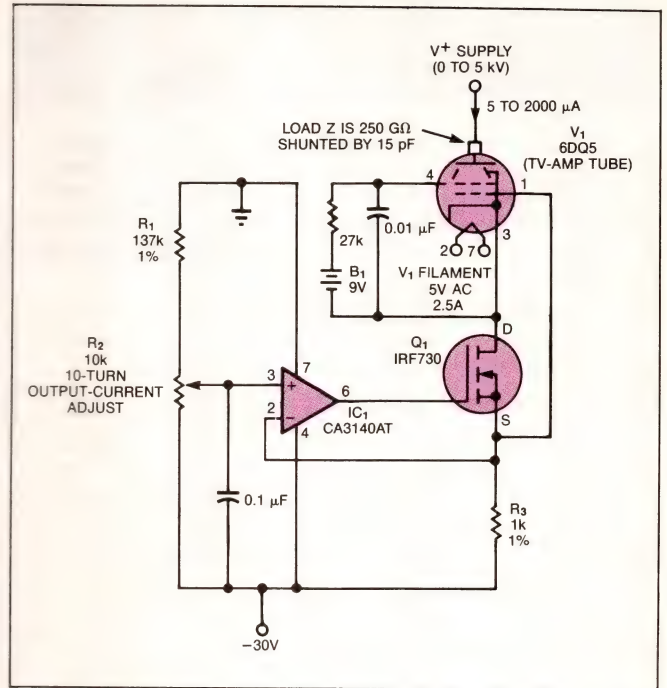 V+ SUPPLY
(0 TO 5 kV)
5 TO 2000 µA
LOAD Z IS 250 GΩ
SHUNTED BY 15 pF
V1
6DQ5
(TV-AMP TUBE)
4
1
3
2
7
27k
0.01 µF
B1
9V
V1 FILAMENT
5V AC
2.5A
R1
137k
1%
R2
10k
10-TURN
OUTPUT-CURRENT
ADJUST
3
+
2
−
7
6
4
IC1
CA3140AT
0.1 µF
Q1
IRF730
D
S
R3
1k
1%
−30V